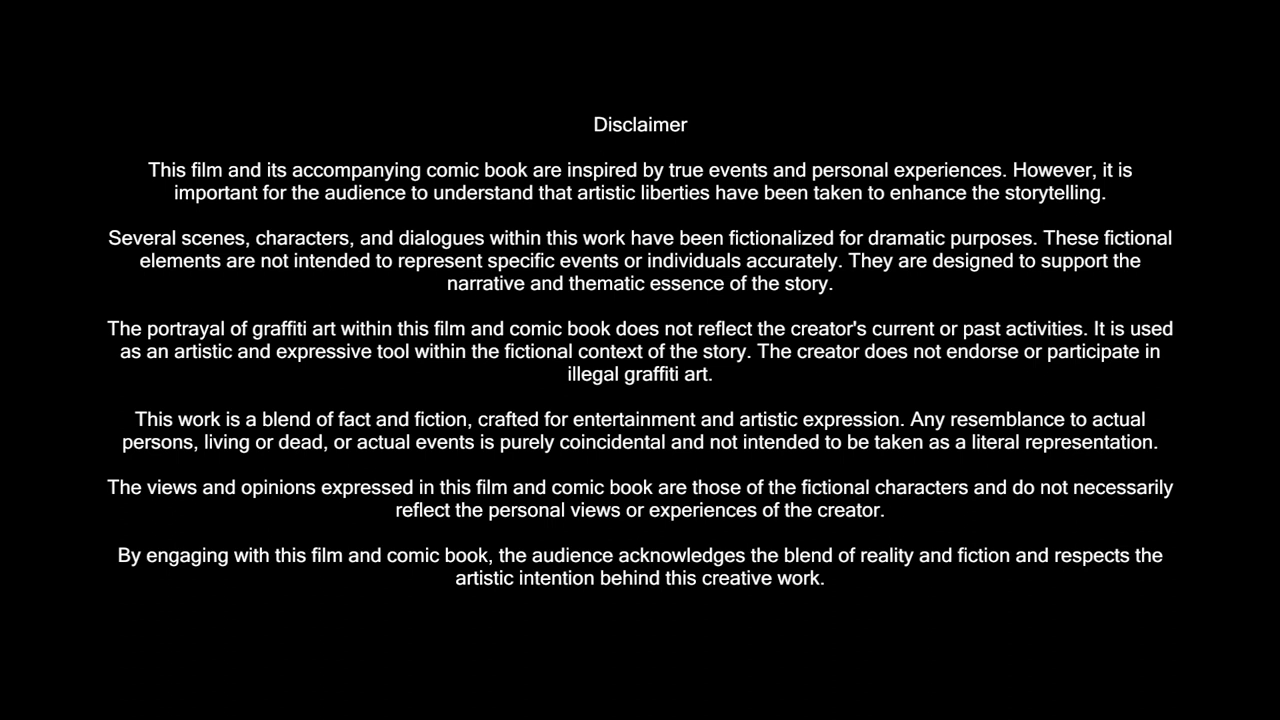 Disclaimer
This film and its accompanying comic book are inspired by true events and personal experiences. However, it is
important for the audience to understand that artistic liberties have been taken to enhance the storytelling.
Several scenes, characters, and dialogues within this work have been fictionalized for dramatic purposes. These fictional
elements are not intended to represent specific events or individuals accurately. They are designed to support the
narrative and thematic essence of the story.
The portrayal of graffiti art within this film and comic book does not reflect the creator's current or past activities. It is used
as an artistic and expressive tool within the fictional context of the story. The creator does not endorse or participate in
illegal graffiti art.
This work is a blend of fact and fiction, crafted for entertainment and artistic expression. Any resemblance to actual
persons, living or dead, or actual events is purely coincidental and not intended to be taken as a literal representation.
The views and opinions expressed in this film and comic book are those of the fictional characters and do not necessarily
reflect the personal views or experiences of the creator.
By engaging with this film and comic book, the audience acknowledges the blend of reality and fiction and respects the
artistic intention behind this creative work.